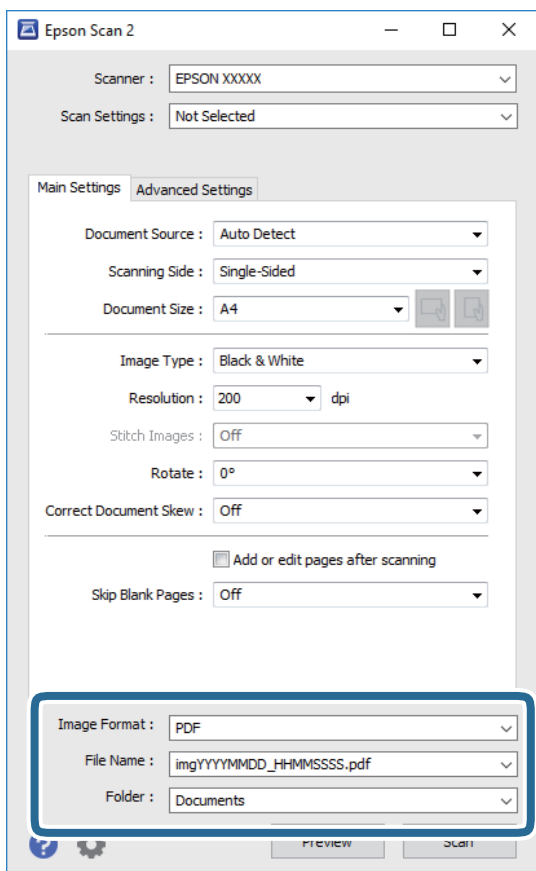 Epson Scan 2
Scanner : EPSON XXXXX
Scan Settings : Not Selected
Main Settings Advanced Settings
Document Source : Auto Detect
Scanning Side : Single-Sided
Document Size : A4
Image Type : Black & White
Resolution : 200 dpi
Stitch Images : Off
Rotate : 0°
Correct Document Skew : Off
Add or edit pages after scanning
Skip Blank Pages : Off
Image Format : PDF
File Name : imgYYYYMMDD_HHMMSSSS.pdf
Folder : Documents
? Preview Scan